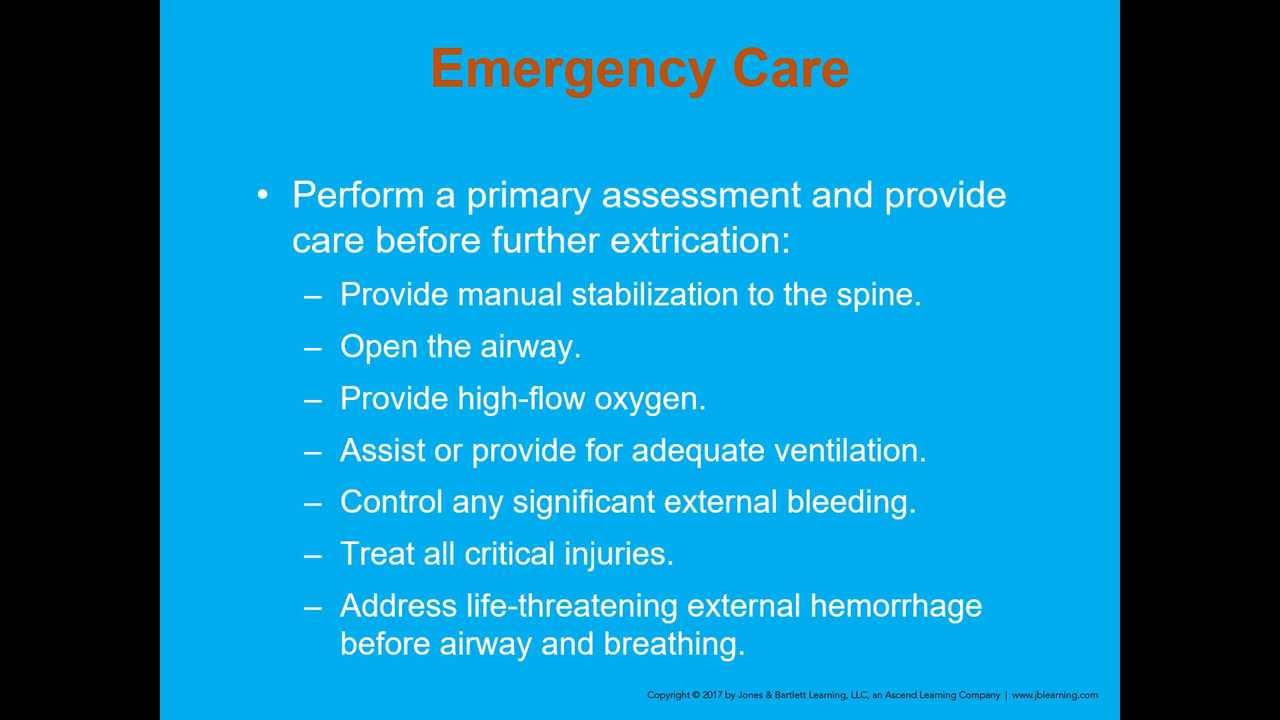 Emergency Care
• Perform a primary assessment and provide
care before further extrication:
– Provide manual stabilization to the spine.
– Open the airway.
– Provide high-flow oxygen.
– Assist or provide for adequate ventilation.
– Control any significant external bleeding.
– Treat all critical injuries.
– Address life-threatening external hemorrhage
before airway and breathing.
Copyright © 2017 by Jones & Bartlett Learning, LLC, an Ascend Learning Company | www.jblearning.com